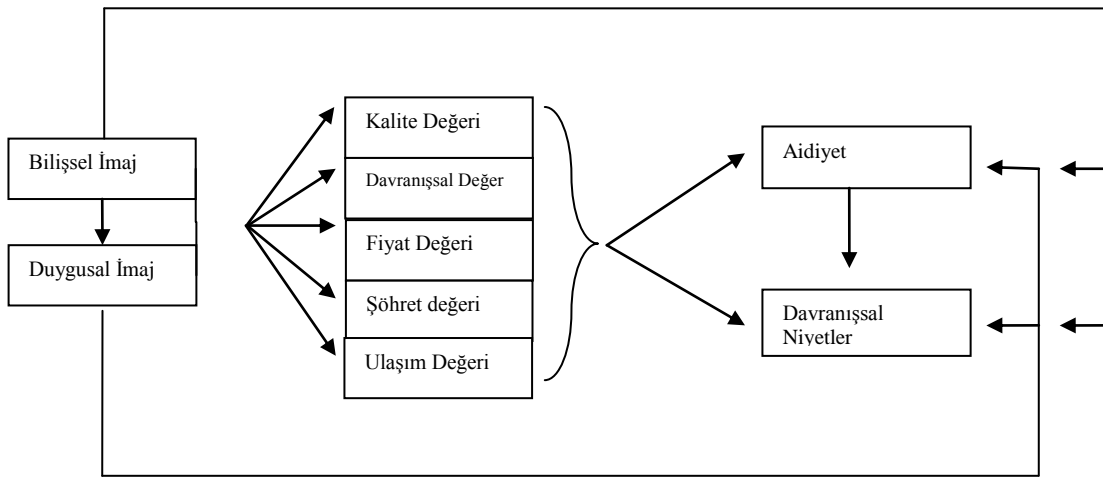 Bilişsel İmaj
Duygusal İmaj
Kalite Değeri
Davranışsal Değer
Fiyat Değeri
Şöhret değeri
Ulaşım Değeri
Aidiyet
Davranışsal
Niyetler